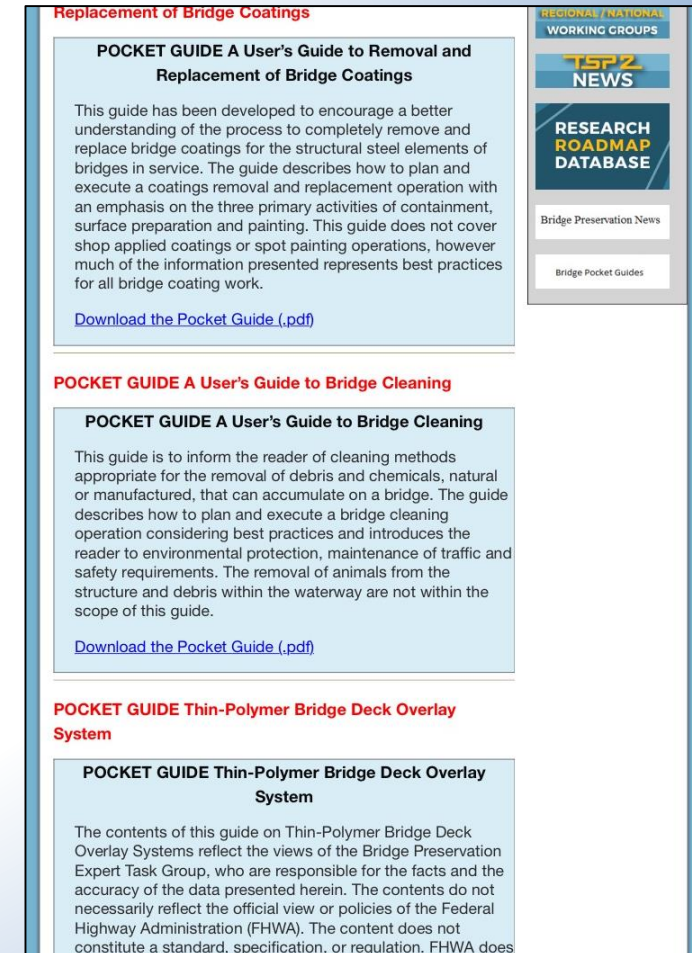 Replacement of Bridge Coatings
POCKET GUIDE A User's Guide to Removal and
Replacement of Bridge Coatings
This guide has been developed to encourage a better
understanding of the process to completely remove and
replace bridge coatings for the structural steel elements of
bridges in service. The guide describes how to plan and
execute a coatings removal and replacement operation with
an emphasis on the three primary activities of containment,
surface preparation and painting. This guide does not cover
shop applied coatings or spot painting operations, however
much of the information presented represents best practices
for all bridge coating work.
Download the Pocket Guide (.pdf)
POCKET GUIDE A User's Guide to Bridge Cleaning
POCKET GUIDE A User's Guide to Bridge Cleaning
This guide is to inform the reader of cleaning methods
appropriate for the removal of debris and chemicals, natural
or manufactured, that can accumulate on a bridge. The guide
describes how to plan and execute a bridge cleaning
operation considering best practices and introduces the
reader to environmental protection, maintenance of traffic and
safety requirements. The removal of animals from the
structure and debris within the waterway are not within the
scope of this guide.
Download the Pocket Guide (.pdf)
POCKET GUIDE Thin-Polymer Bridge Deck Overlay
System
POCKET GUIDE Thin-Polymer Bridge Deck Overlay
System
The contents of this guide on Thin-Polymer Bridge Deck
Overlay Systems reflect the views of the Bridge Preservation
Expert Task Group, who are responsible for the facts and the
accuracy of the data presented herein. The contents do not
necessarily reflect the official view or policies of the Federal
Highway Administration (FHWA). The content does not
constitute a standard, specification, or regulation. FHWA does
REGIONAL / NATIONAL
WORKING GROUPS
TSP2
NEWS
RESEARCH
ROADMAP
DATABASE
Bridge Preservation News
Bridge Pocket Guides